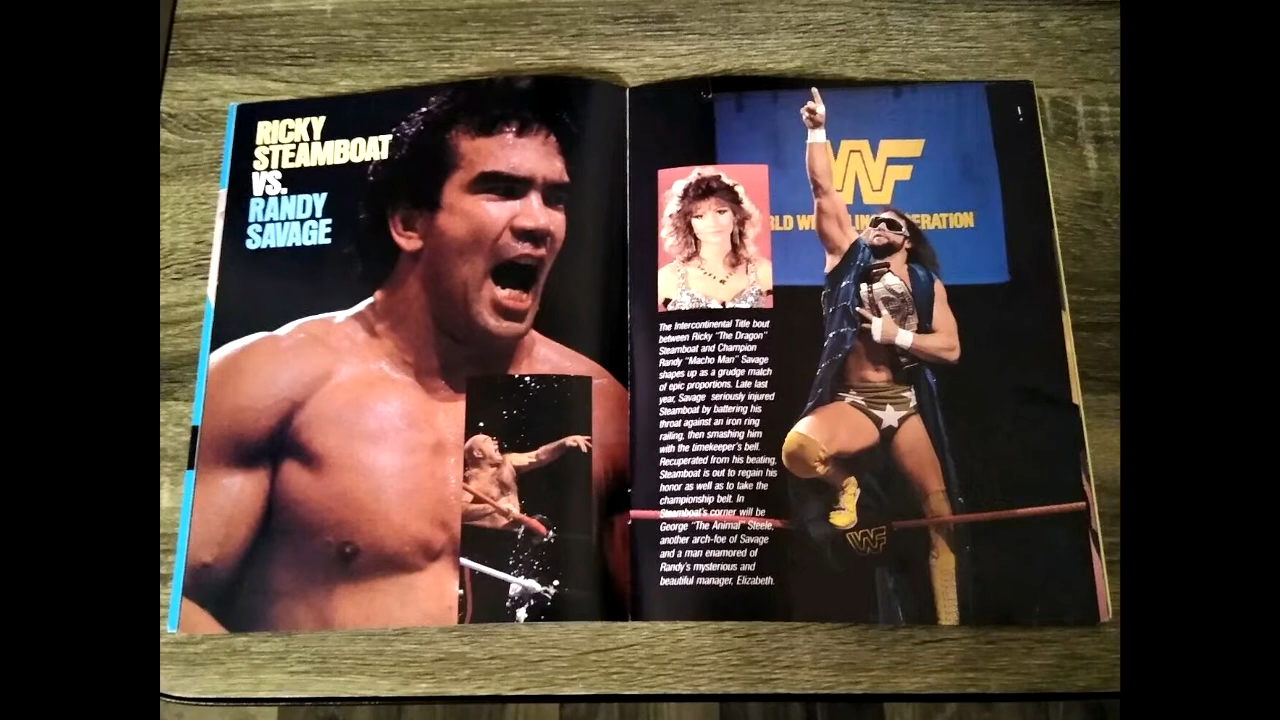 RICKY
STEAMBOAT
VS.
RANDY
SAVAGE
WF
RLD WRESTLING FEDERATION
The Intercontinental Title bout
between Ricky "The Dragon"
Steamboat and Champion
Randy "Macho Man" Savage
shapes up as a grudge match
of epic proportions. Late last
year, Savage seriously injured
Steamboat by battering his
throat against an iron ring
railing, then smashing him
with the timekeeper's bell.
Recuperated from his beating,
Steamboat is out to regain his
honor as well as to take the
championship belt. In
Steamboat's corner will be
George "The Animal" Steele,
another arch-foe of Savage
and a man enamored of
Randy's mysterious and
beautiful manager, Elizabeth.
WF